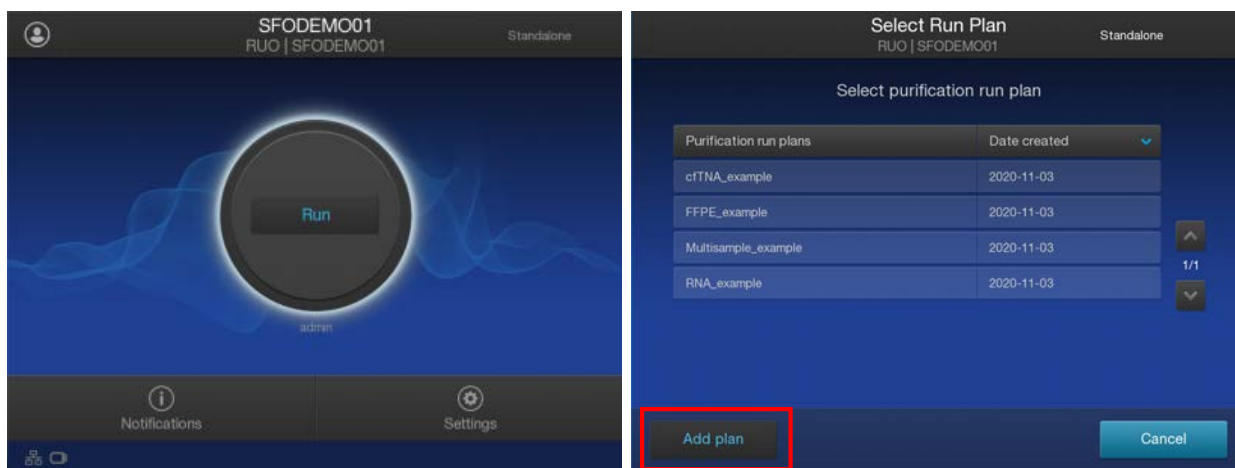 SFODEMO01
RUO | SFODEMO01
Standalone
Run
admin
Notifications
Settings
Select Run Plan
RUO | SFODEMO01
Standalone
Select purification run plan
Purification run plans Date created
cfTNA_example 2020-11-03
FFPE_example 2020-11-03
Multisample_example 2020-11-03
RNA_example 2020-11-03
1/1
Add plan Cancel